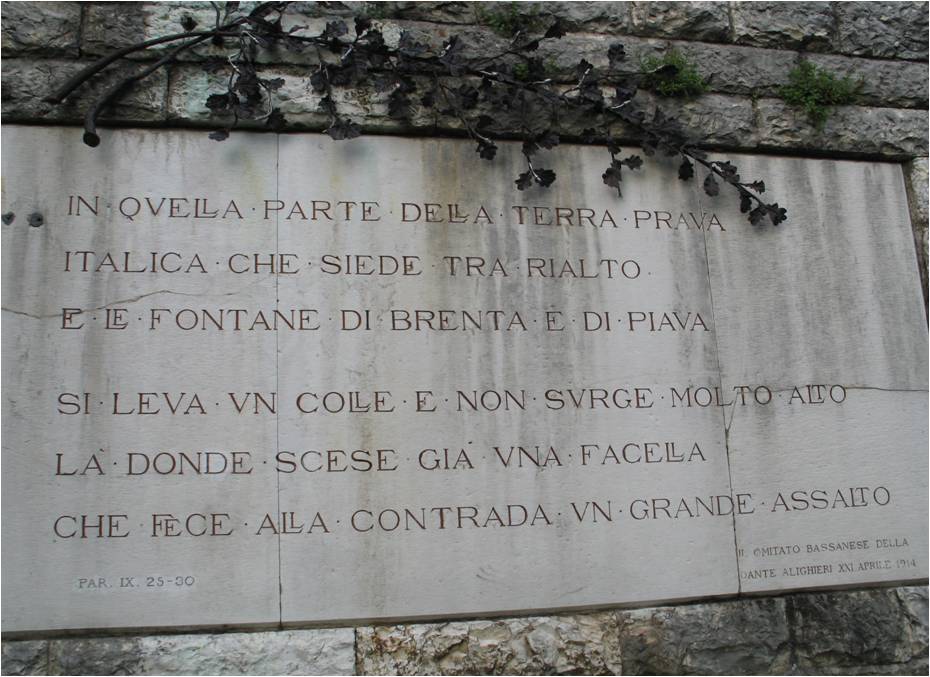 IN · QVELLA · PARTE · DELLA · TERRA · PRAVA
ITALICA · CHE · SIEDE · TRA · RIALTO ·
E · LE · FONTANE · DI · BRENTA · E · DI · PIAVA
SI · LEVA · VN · COLLE · E · NON · SVRGE · MOLTO · ALTO
LÀ · DONDE · SCESE · GIÀ · VNA · FACELLA
CHE · FECE · ALLA · CONTRADA · VN · GRANDE · ASSALTO
PAR. IX. 25-30
IL COMITATO BASSANESE DELLA
DANTE ALIGHIERI XXI APRILE 1914